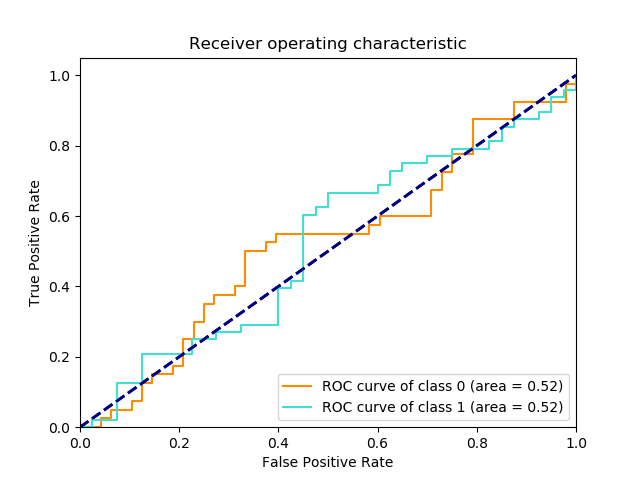 Receiver operating characteristic
True Positive Rate
1.0
0.8
0.6
0.4
0.2
0.0
0.0 0.2 0.4 0.6 0.8 1.0
False Positive Rate
ROC curve of class 0 (area = 0.52)
ROC curve of class 1 (area = 0.52)